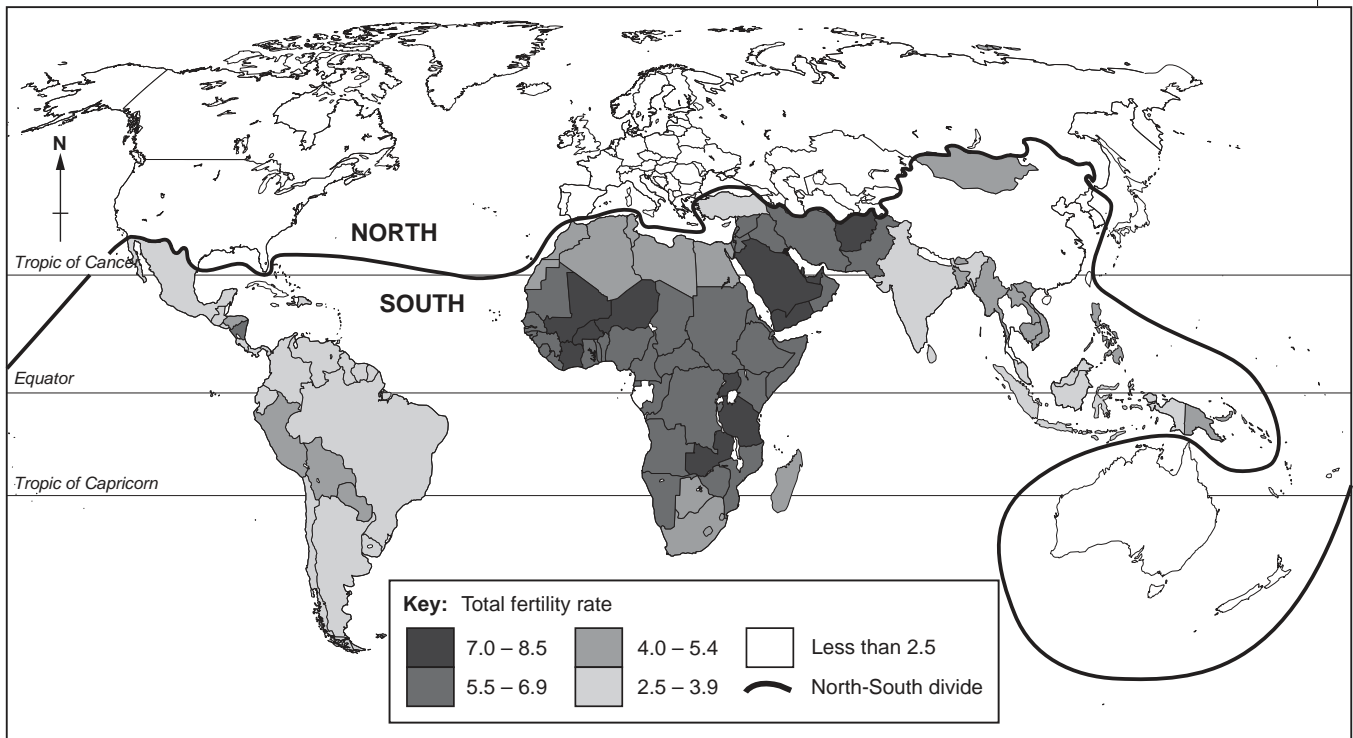 N
NORTH
Tropic of Cancer
SOUTH
Equator
Tropic of Capricorn
Key: Total fertility rate
7.0 – 8.5
4.0 – 5.4
Less than 2.5
5.5 – 6.9
2.5 – 3.9
North-South divide